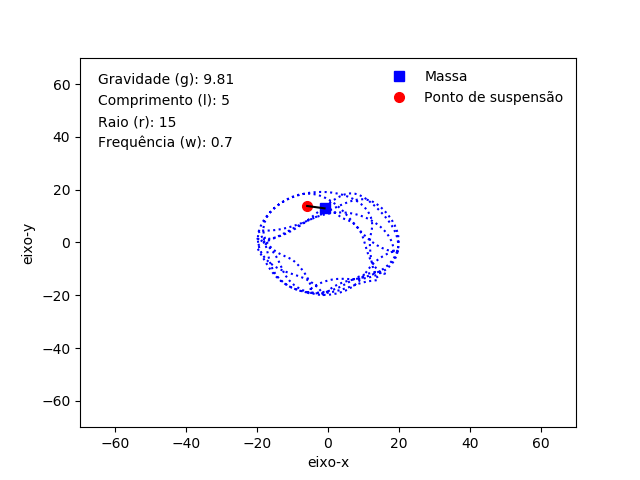 Gravidade (g): 9.81
Comprimento (l): 5
Raio (r): 15
Frequência (w): 0.7
Massa
Ponto de suspensão
eixo-y
60
40
20
0
−20
−40
−60
−60 −40 −20 0 20 40 60
eixo-x